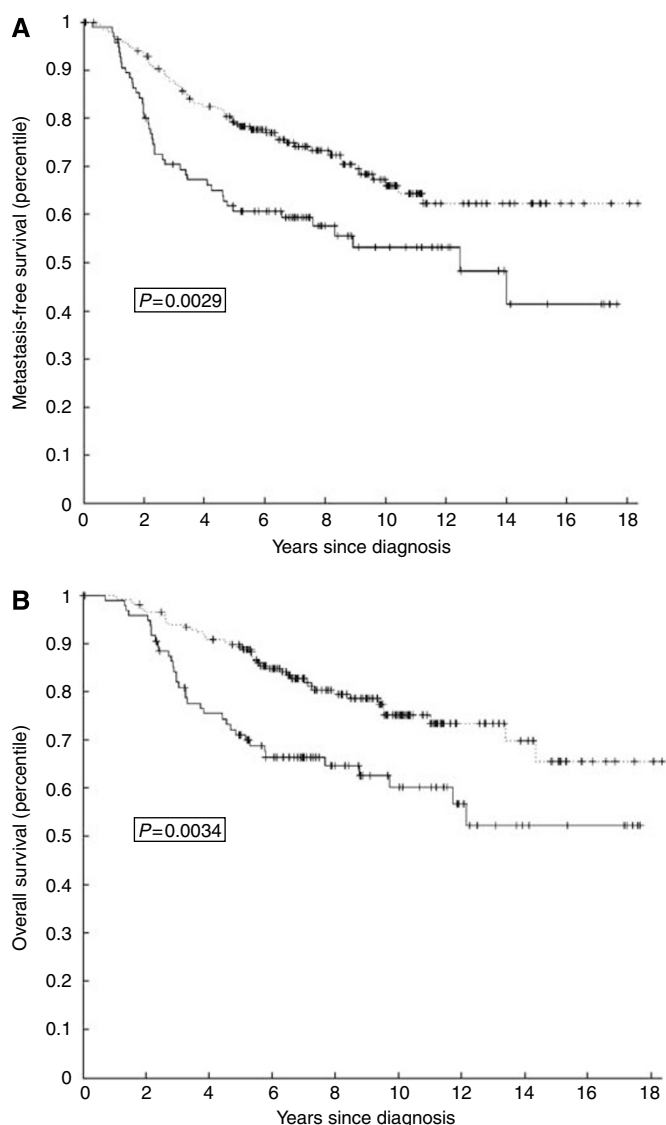 A
Metastasis-free survival (percentile)
1
0.9
0.8
0.7
0.6
0.5
0.4
0.3
0.2
0.1
0
P=0.0029
0 2 4 6 8 10 12 14 16 18
Years since diagnosis
B
Overall survival (percentile)
1
0.9
0.8
0.7
0.6
0.5
0.4
0.3
0.2
0.1
0
P=0.0034
0 2 4 6 8 10 12 14 16 18
Years since diagnosis